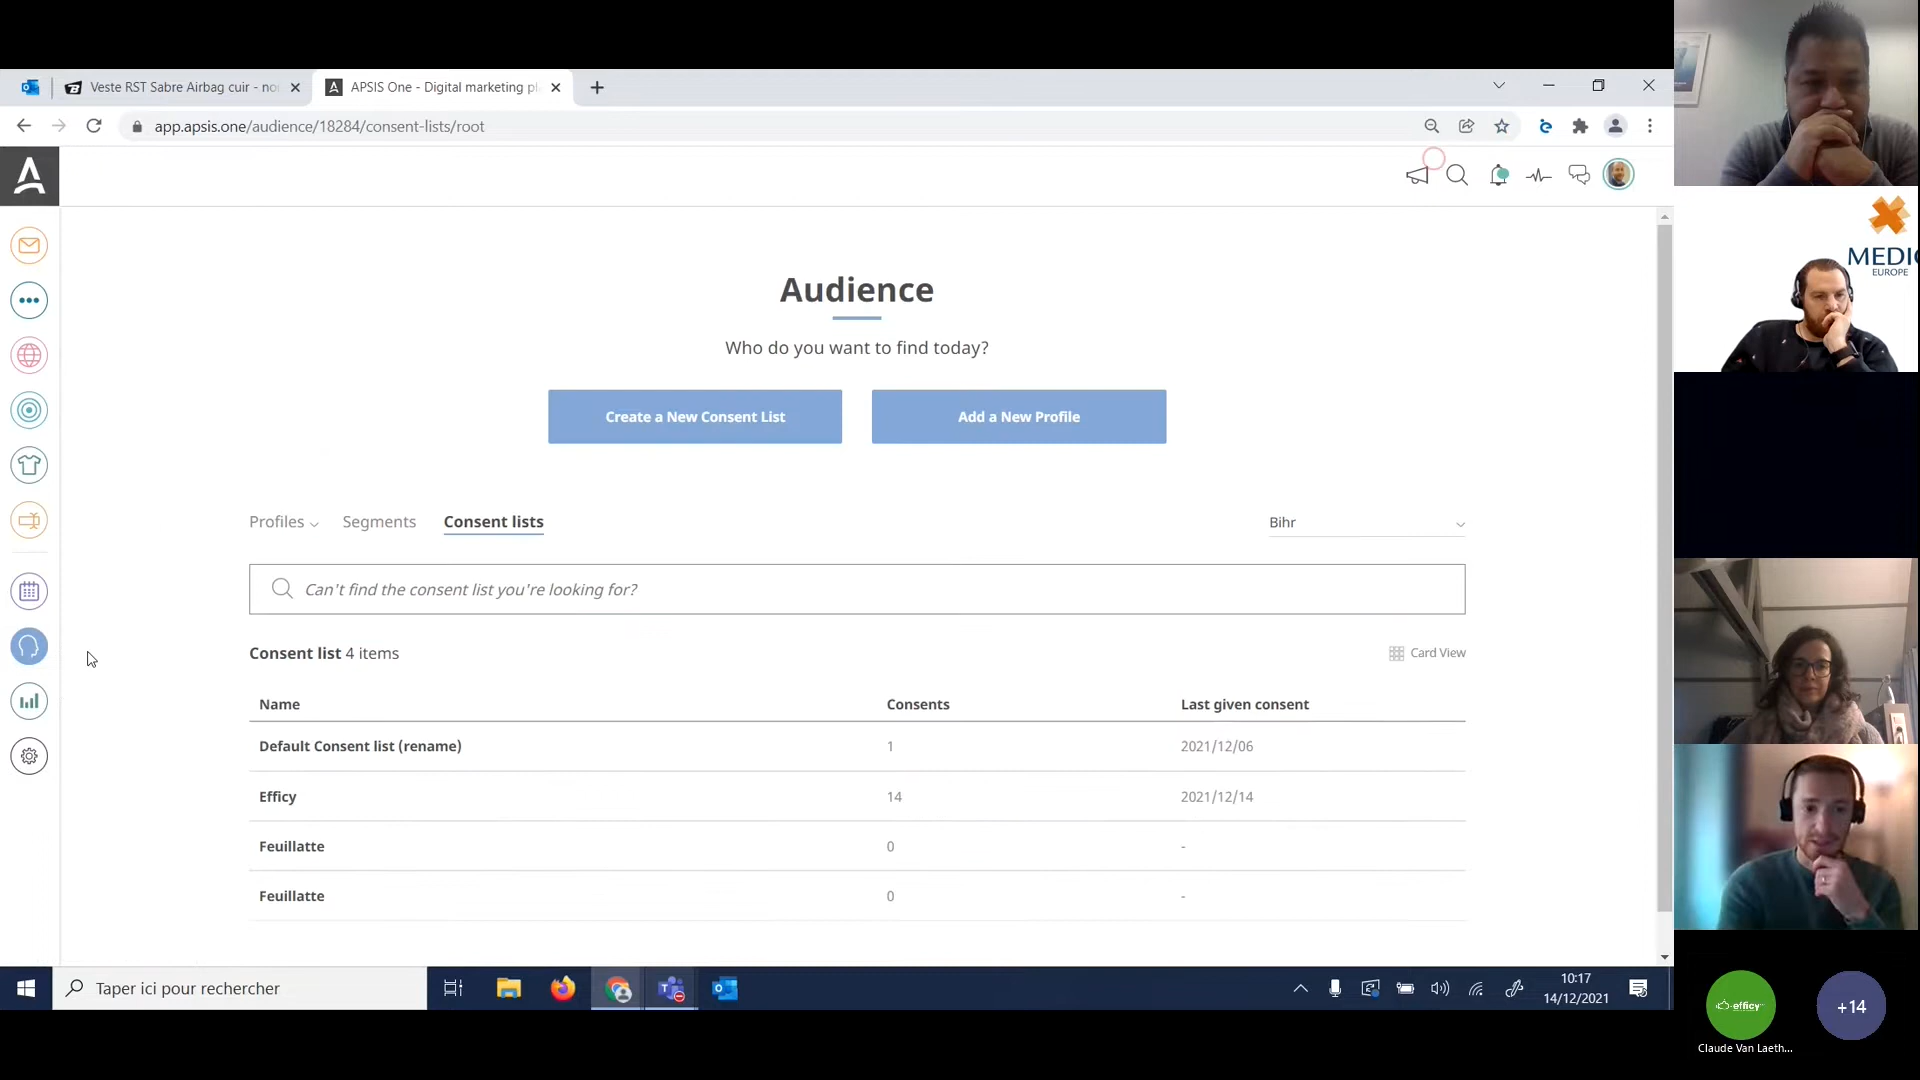 Veste RST Sabre Airbag cuir - no
APSIS One - Digital marketing pl
app.apsis.one/audience/18284/consent-lists/root
Audience
Who do you want to find today?
Create a New Consent List
Add a New Profile
Profiles
Segments
Consent lists
Bihr
Can't find the consent list you're looking for?
Consent list 4 items
Card View
Name
Consents
Last given consent
Default Consent list (rename)
1
2021/12/06
Efficy
14
2021/12/14
Feuillatte
0
-
Feuillatte
0
-
Taper ici pour rechercher
10:17
14/12/2021
MEDI
EUROPE
efficy
+14
Claude Van Laeth...